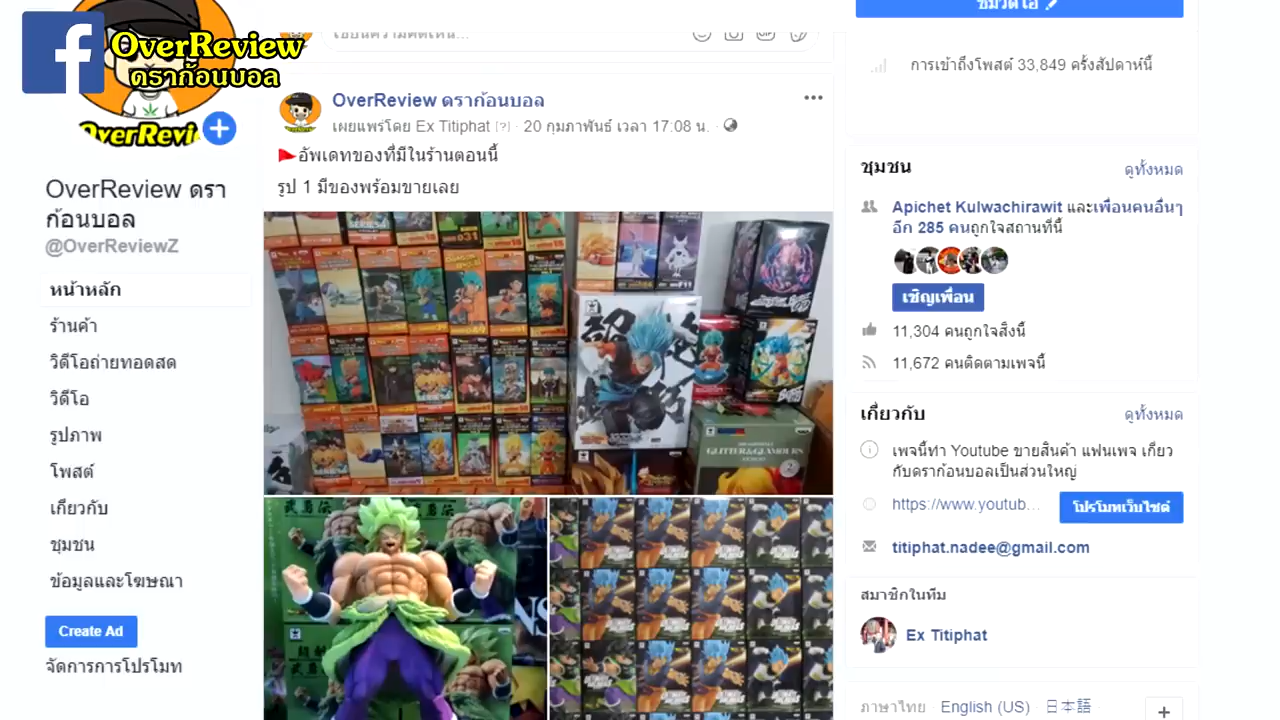 OverReview
ดราก้อนบอล
OverReview ดรา
ก้อนบอล
@OverReviewZ
หน้าหลัก
ร้านค้า
วิดีโอถ่ายทอดสด
วิดีโอ
รูปภาพ
โพสต์
เกี่ยวกับ
ชุมชน
ข้อมูลและโฆษณา
Create Ad
จัดการการโปรโมท
OverReview ดราก้อนบอล
เผยแพร่โดย Ex Titiphat [?] · 20 กุมภาพันธ์ เวลา 17:08 น. ·
อัพเดทของที่มีในร้านตอนนี้
รูป 1 มีของพร้อมขายเลย
GLITTER&GLAMOURS
การเข้าถึงโพสต์ 33,849 ครั้งสัปดาห์นี้
ชุมชน ดูทั้งหมด
Apichet Kulwachirawit และเพื่อนคนอื่นๆ
อีก 285 คนถูกใจสถานที่นี้
เชิญเพื่อน
11,304 คนถูกใจสิ่งนี้
11,672 คนติดตามเพจนี้
เกี่ยวกับ ดูทั้งหมด
เพจนี้ทำ Youtube ขายสินค้า แฟนเพจ เกี่ยว
กับดราก้อนบอลเป็นส่วนใหญ่
https://www.youtub... โปรโมทเว็บไซต์
titiphat.nadee@gmail.com
สมาชิกในทีม
Ex Titiphat
ภาษาไทย · English (US) · 日本語